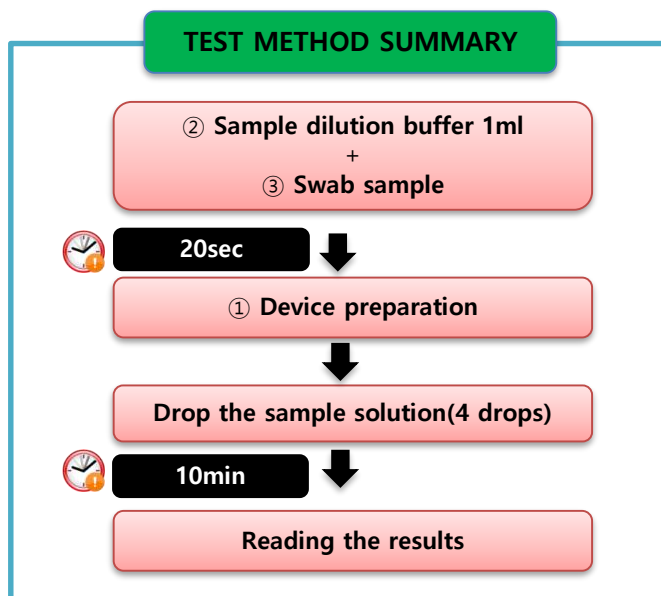 TEST METHOD SUMMARY
② Sample dilution buffer 1ml
+
③ Swab sample
20sec
① Device preparation
Drop the sample solution(4 drops)
10min
Reading the results